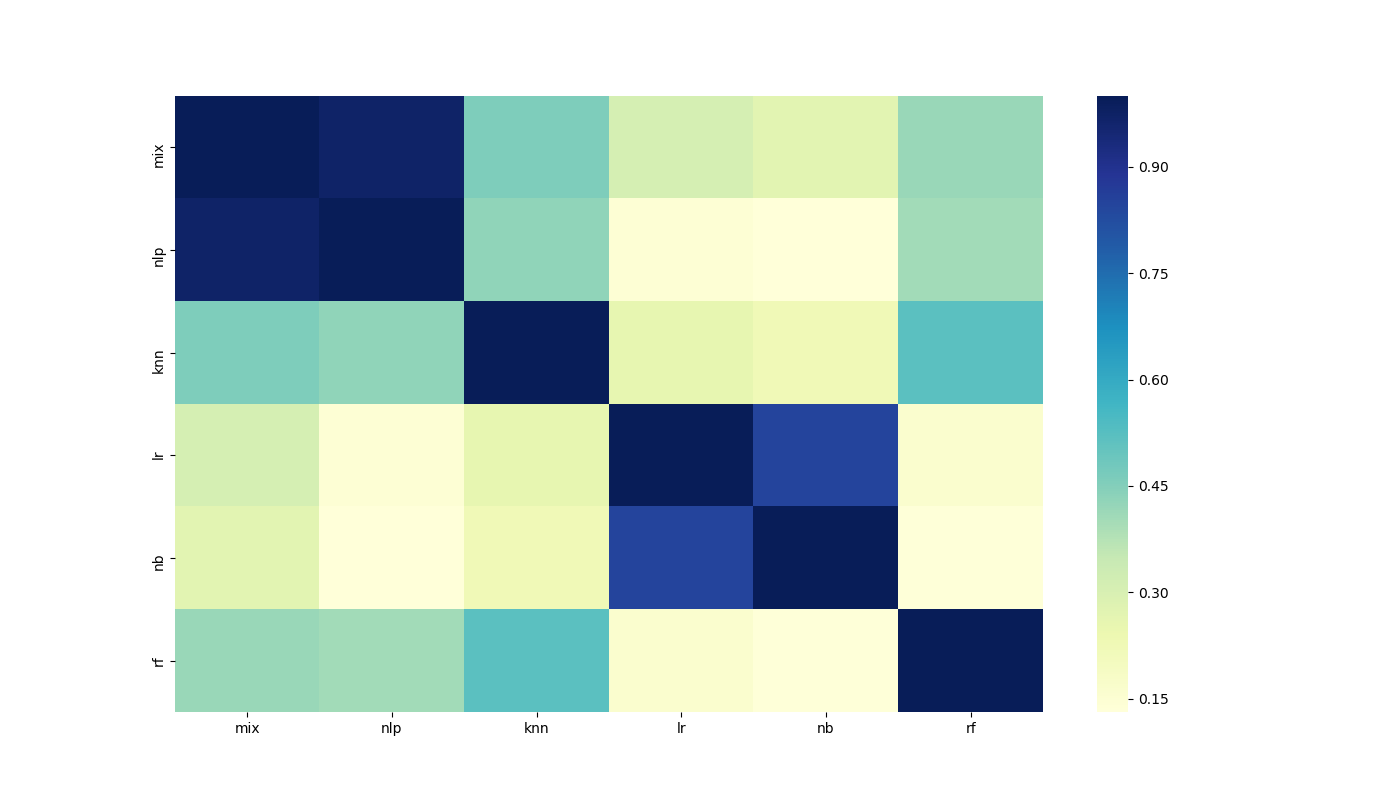 mix
nlp
knn
lr
nb
rf
mix nlp knn lr nb rf
0.90
0.75
0.60
0.45
0.30
0.15